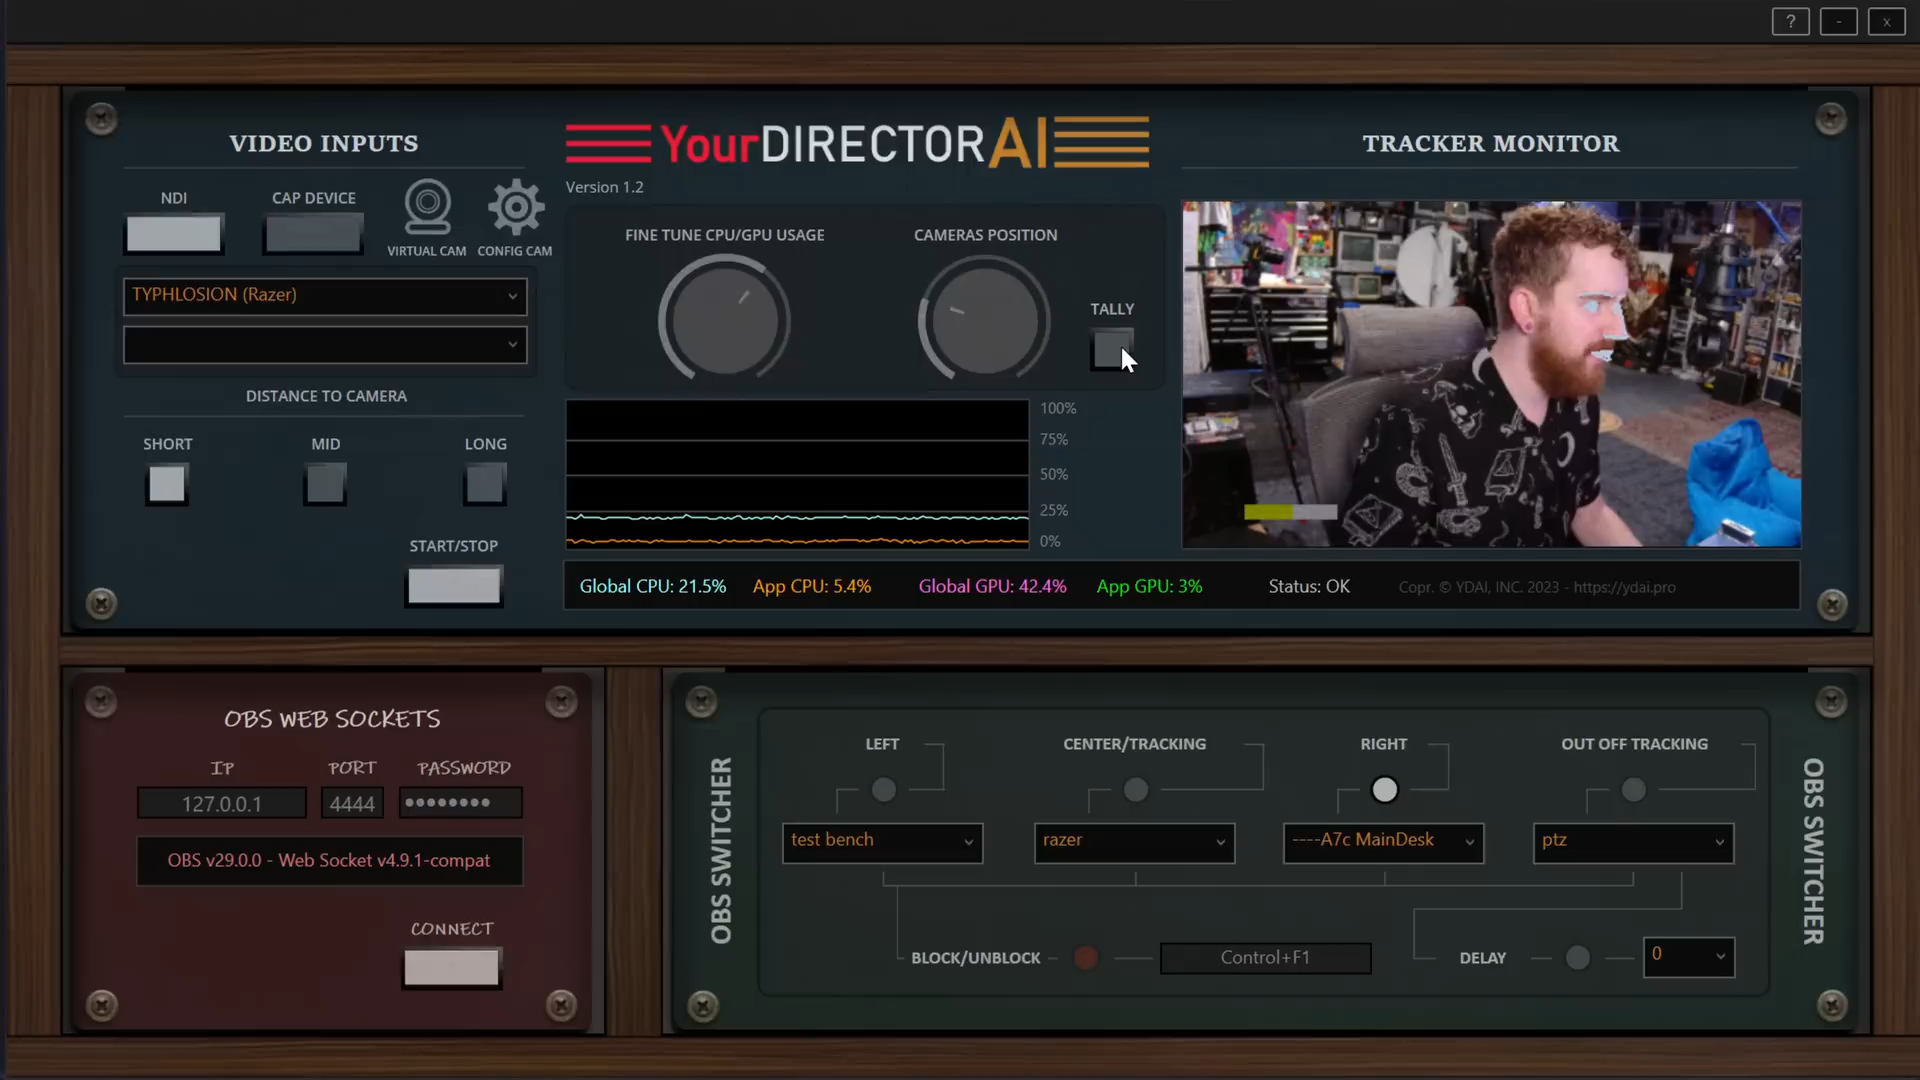 ? - x
VIDEO INPUTS
NDI
CAP DEVICE
VIRTUAL CAM
CONFIG CAM
TYPHLOSION (Razer)
DISTANCE TO CAMERA
SHORT
MID
LONG
START/STOP
YourDIRECTORAI
Version 1.2
FINE TUNE CPU/GPU USAGE
CAMERAS POSITION
TALLY
100%
75%
50%
25%
0%
TRACKER MONITOR
Global CPU: 21.5% App CPU: 5.4% Global GPU: 42.4% App GPU: 3% Status: OK Copr. © YDAI, INC. 2023 - https://ydai.pro
OBS WEB SOCKETS
IP
PORT
PASSWORD
127.0.0.1
4444
••••••••
OBS v29.0.0 - Web Socket v4.9.1-compat
CONNECT
OBS SWITCHER
LEFT
CENTER/TRACKING
RIGHT
OUT OFF TRACKING
test bench
razer
----A7c MainDesk
ptz
BLOCK/UNBLOCK
Control+F1
DELAY
0
OBS SWITCHER